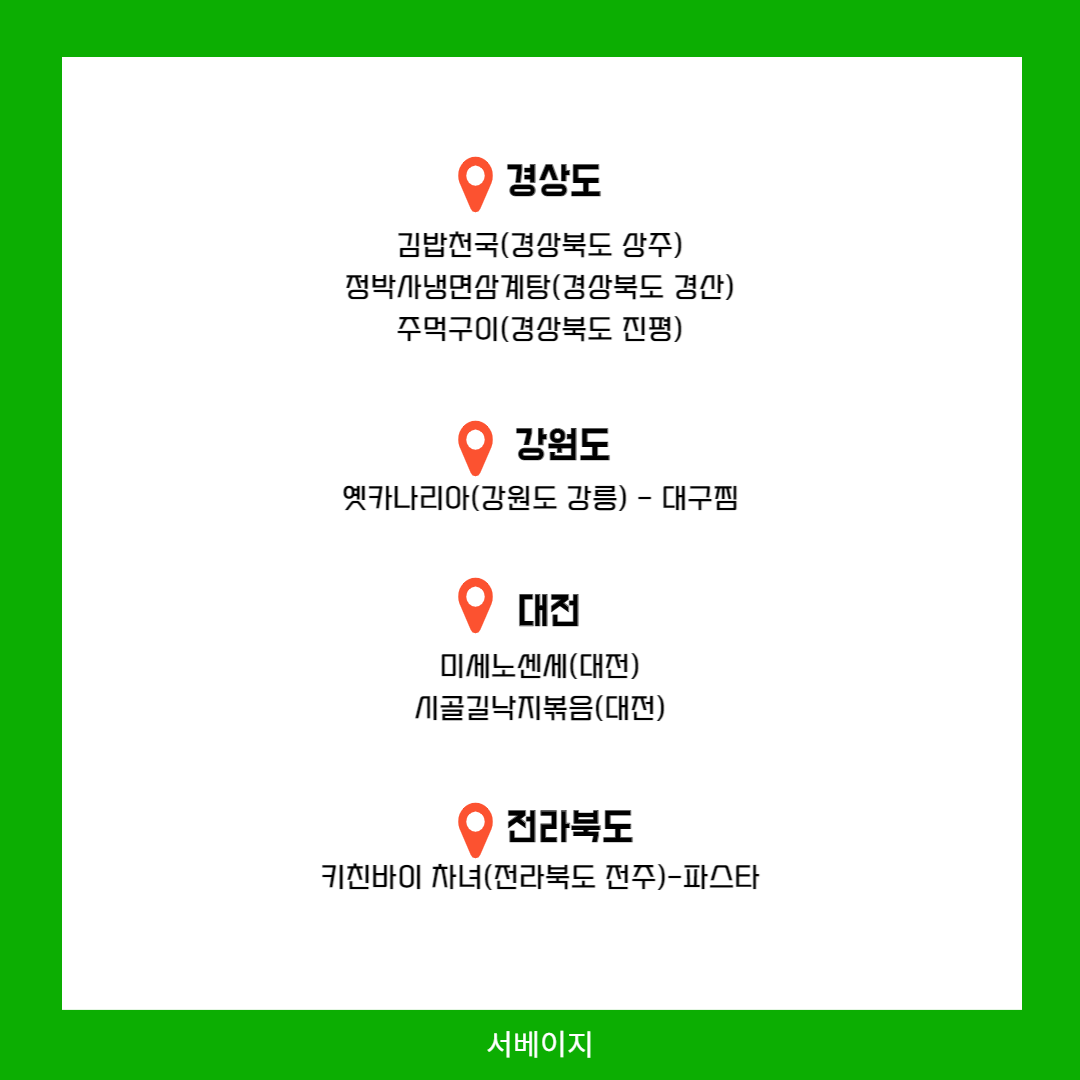 경상도
김밥천국(경상북도 상주)
정박사냉면삼계탕(경상북도 경산)
주먹구이(경상북도 진평)
강원도
옛카나리아(강원도 강릉) - 대구찜
대전
미세노센세(대전)
시골길낙지볶음(대전)
전라북도
키친바이 차녀(전라북도 전주)-파스타
서베이지